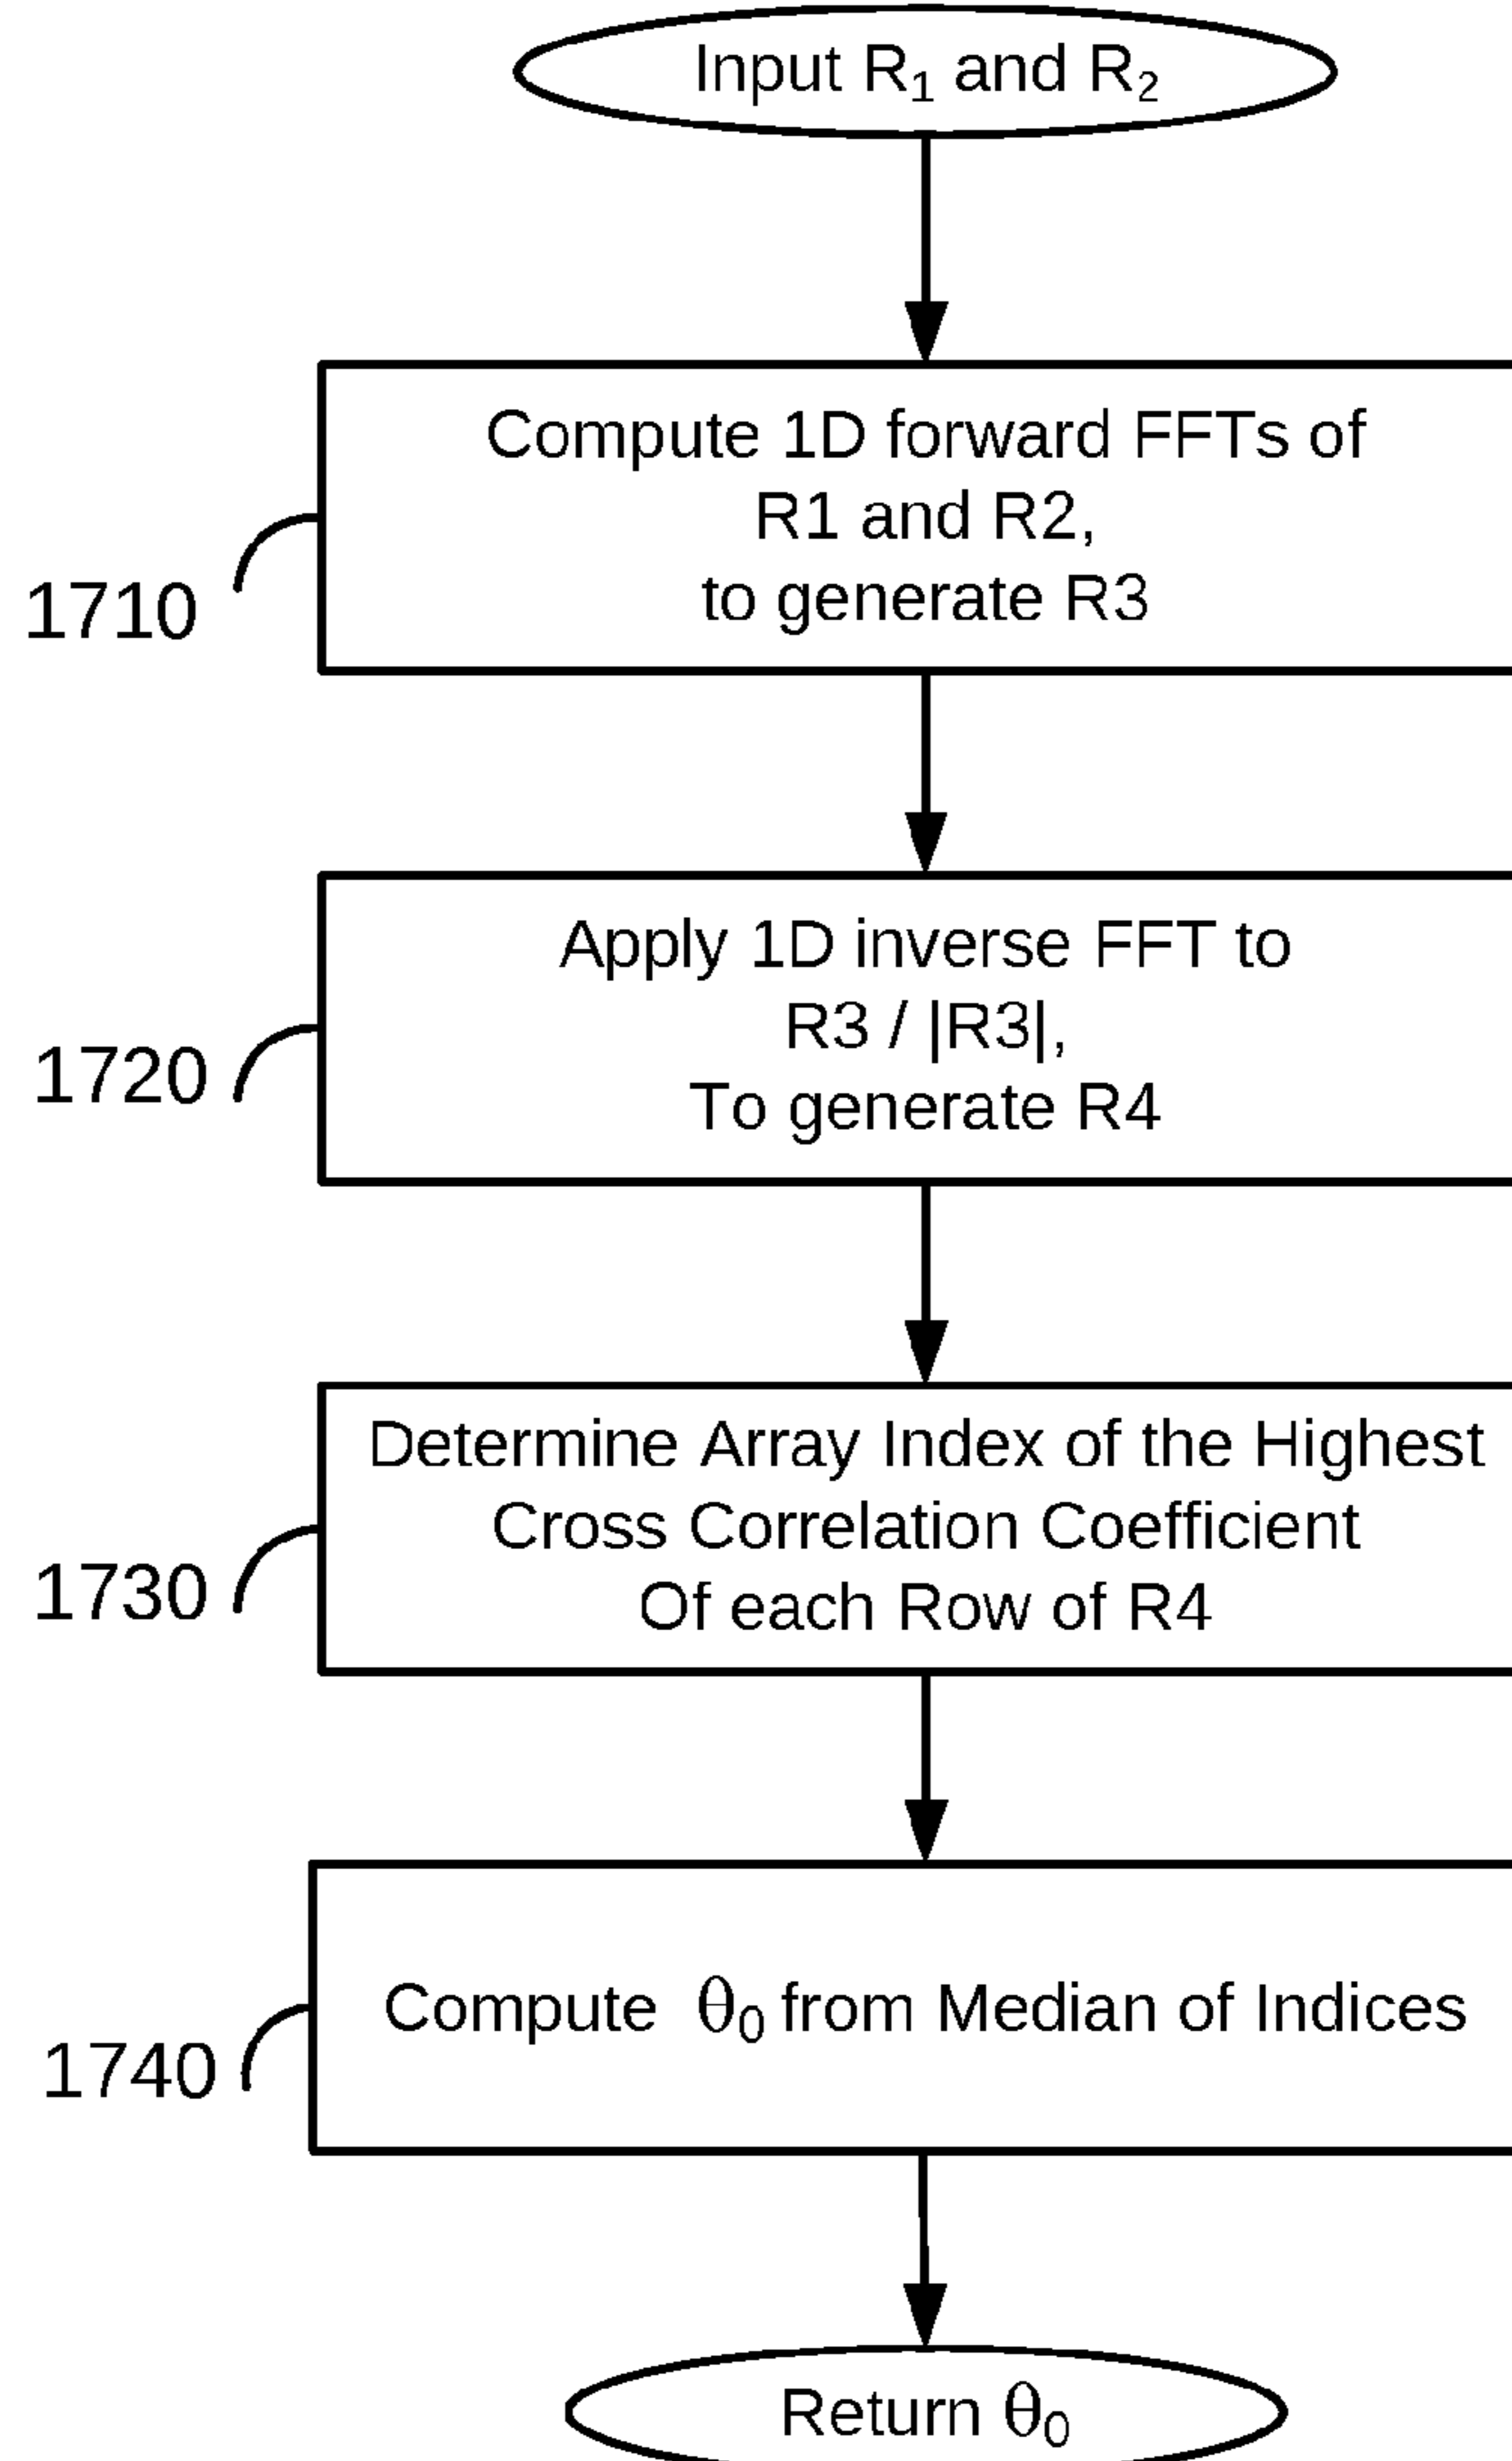 Input R₁ and R₂
Compute 1D forward FFTs of
R1 and R2,
to generate R3
1710
Apply 1D inverse FFT to
R3 / |R3|,
To generate R4
1720
Determine Array Index of the Highest
Cross Correlation Coefficient
Of each Row of R4
1730
Compute θ₀ from Median of Indices
1740
Return θ₀